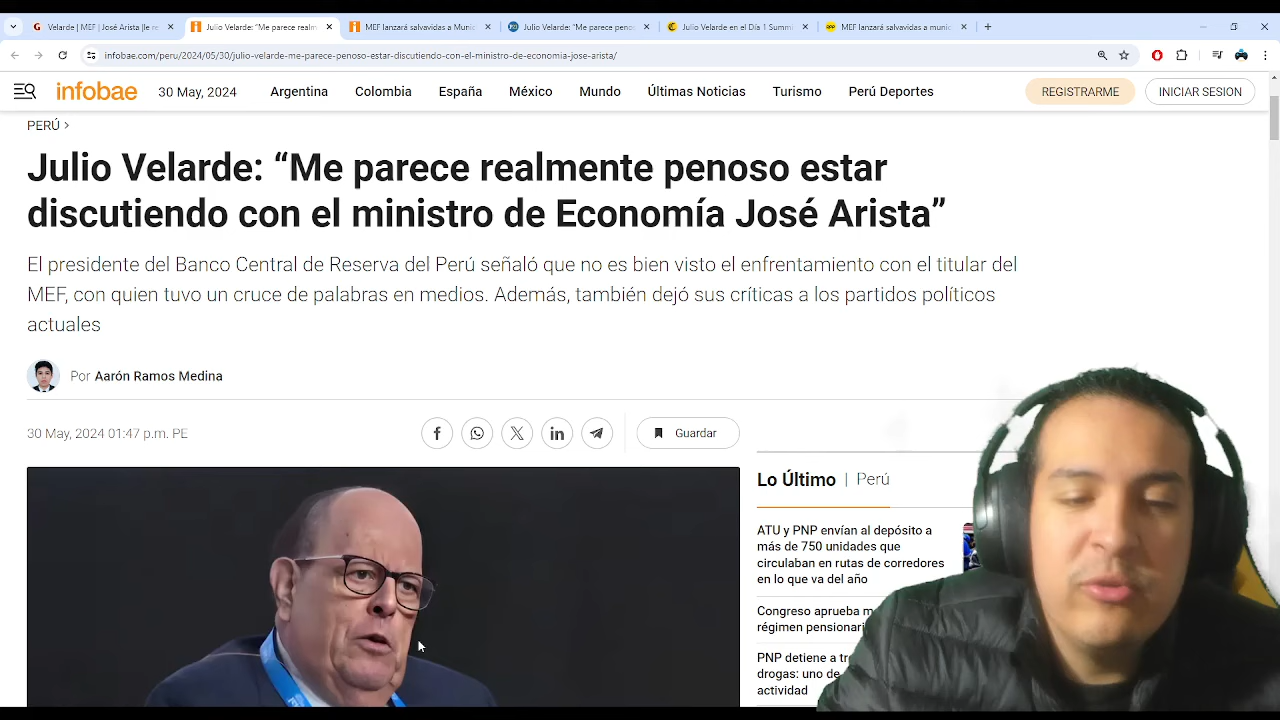 Velarde | MEF | José Arista [le re
Julio Velarde: “Me parece realm
MEF lanzará salvavidas a Munic
Julio Velarde: “Me parece penos
Julio Velarde en el Día 1 Summi
MEF lanzará salvavidas a munic
infobae.com/peru/2024/05/30/julio-velarde-me-parece-penoso-estar-discutiendo-con-el-ministro-de-economia-jose-arista/
infobae 30 May, 2024 Argentina Colombia España México Mundo Últimas Noticias Turismo Perú Deportes REGISTRARME INICIAR SESION
PERÚ >
Julio Velarde: “Me parece realmente penoso estar
discutiendo con el ministro de Economía José Arista”
El presidente del Banco Central de Reserva del Perú señaló que no es bien visto el enfrentamiento con el titular del
MEF, con quien tuvo un cruce de palabras en medios. Además, también dejó sus críticas a los partidos políticos
actuales
Por Aarón Ramos Medina
30 May, 2024 01:47 p.m. PE
Guardar
Lo Último | Perú
ATU y PNP envían al depósito a
más de 750 unidades que
circulaban en rutas de corredores
en lo que va del año
Congreso aprueba m
régimen pensionari
PNP detiene a tr
drogas: uno de
actividad